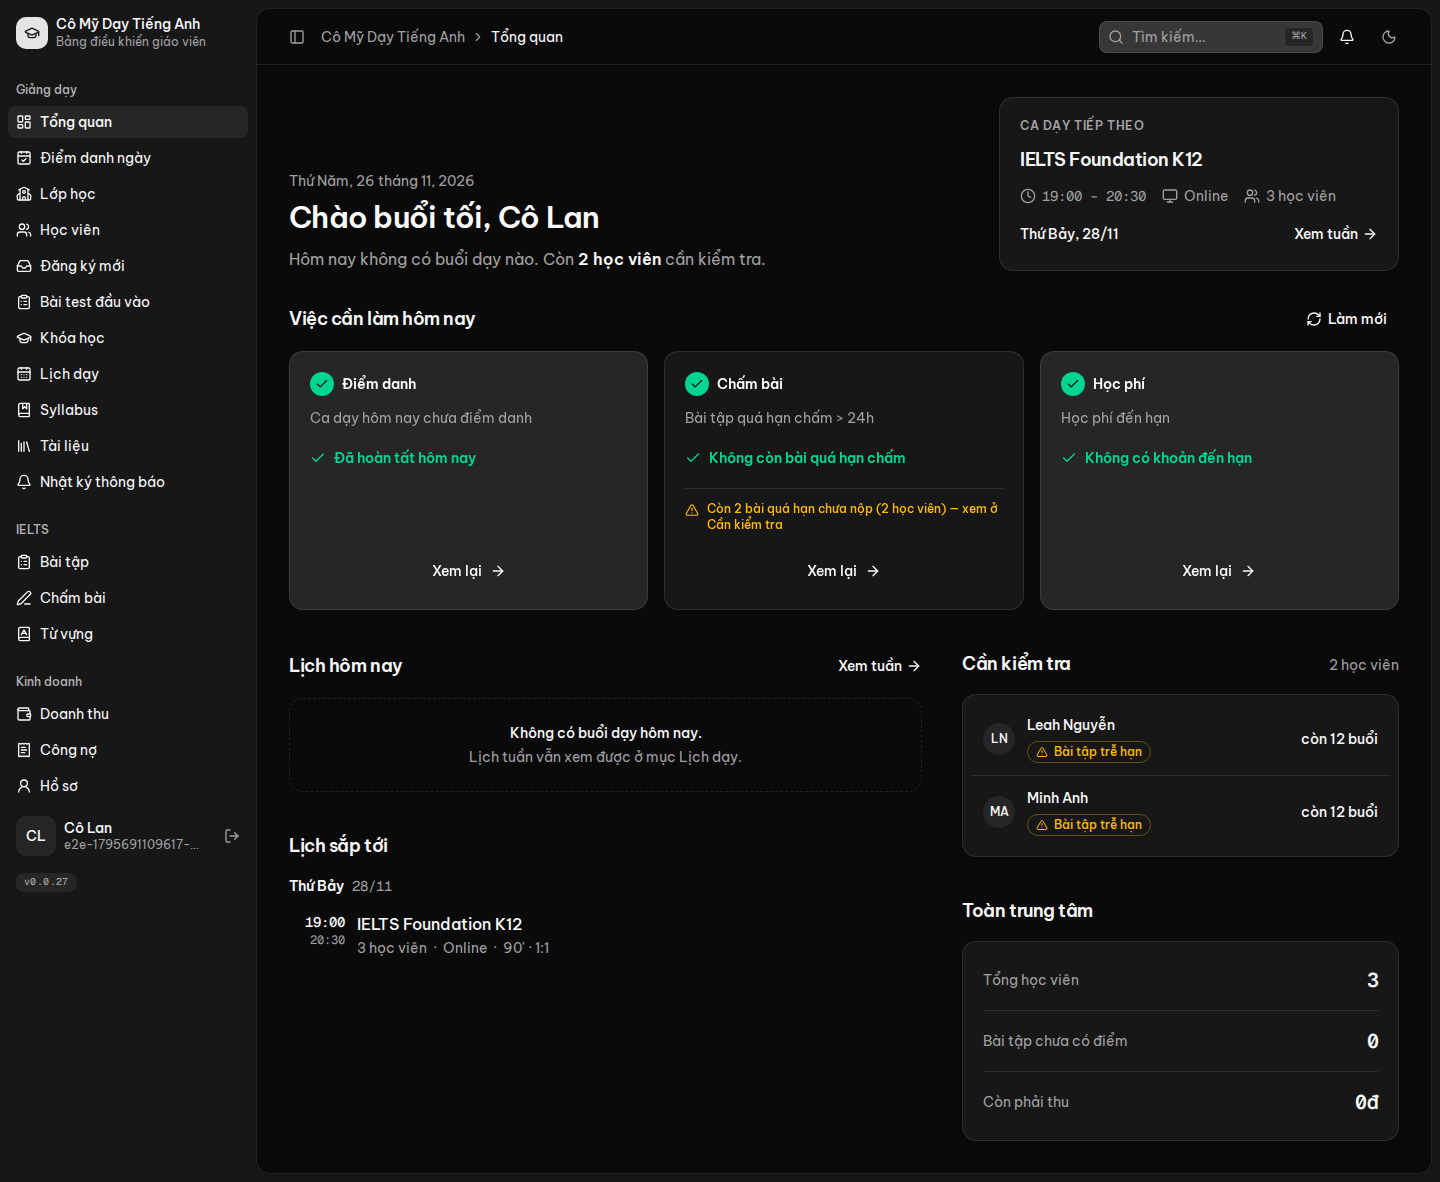 Cô Mỹ Dạy Tiếng Anh
Bảng điều khiển giáo viên
Giảng dạy
Tổng quan
Điểm danh ngày
Lớp học
Học viên
Đăng ký mới
Bài test đầu vào
Khóa học
Lịch dạy
Syllabus
Tài liệu
Nhật ký thông báo
IELTS
Bài tập
Chấm bài
Từ vựng
Kinh doanh
Doanh thu
Công nợ
Hồ sơ
CL
Cô Lan
e2e-1795691109617-...
v0.0.27
Cô Mỹ Dạy Tiếng Anh > Tổng quan
Tìm kiếm...
⌘K
Thứ Năm, 26 tháng 11, 2026
Chào buổi tối, Cô Lan
Hôm nay không có buổi dạy nào. Còn 2 học viên cần kiểm tra.
CA DẠY TIẾP THEO
IELTS Foundation K12
19:00 – 20:30 Online 3 học viên
Thứ Bảy, 28/11
Xem tuần →
Việc cần làm hôm nay
Làm mới
Điểm danh
Ca dạy hôm nay chưa điểm danh
Đã hoàn tất hôm nay
Xem lại →
Chấm bài
Bài tập quá hạn chấm > 24h
Không còn bài quá hạn chấm
Còn 2 bài quá hạn chưa nộp (2 học viên) — xem ở
Cần kiểm tra
Xem lại →
Học phí
Học phí đến hạn
Không có khoản đến hạn
Xem lại →
Lịch hôm nay
Xem tuần →
Không có buổi dạy hôm nay.
Lịch tuần vẫn xem được ở mục Lịch dạy.
Lịch sắp tới
Thứ Bảy 28/11
19:00
20:30
IELTS Foundation K12
3 học viên · Online · 90' · 1:1
Cần kiểm tra
2 học viên
LN
Leah Nguyễn
Bài tập trễ hạn
còn 12 buổi
MA
Minh Anh
Bài tập trễ hạn
còn 12 buổi
Toàn trung tâm
Tổng học viên
3
Bài tập chưa có điểm
0
Còn phải thu
0đ